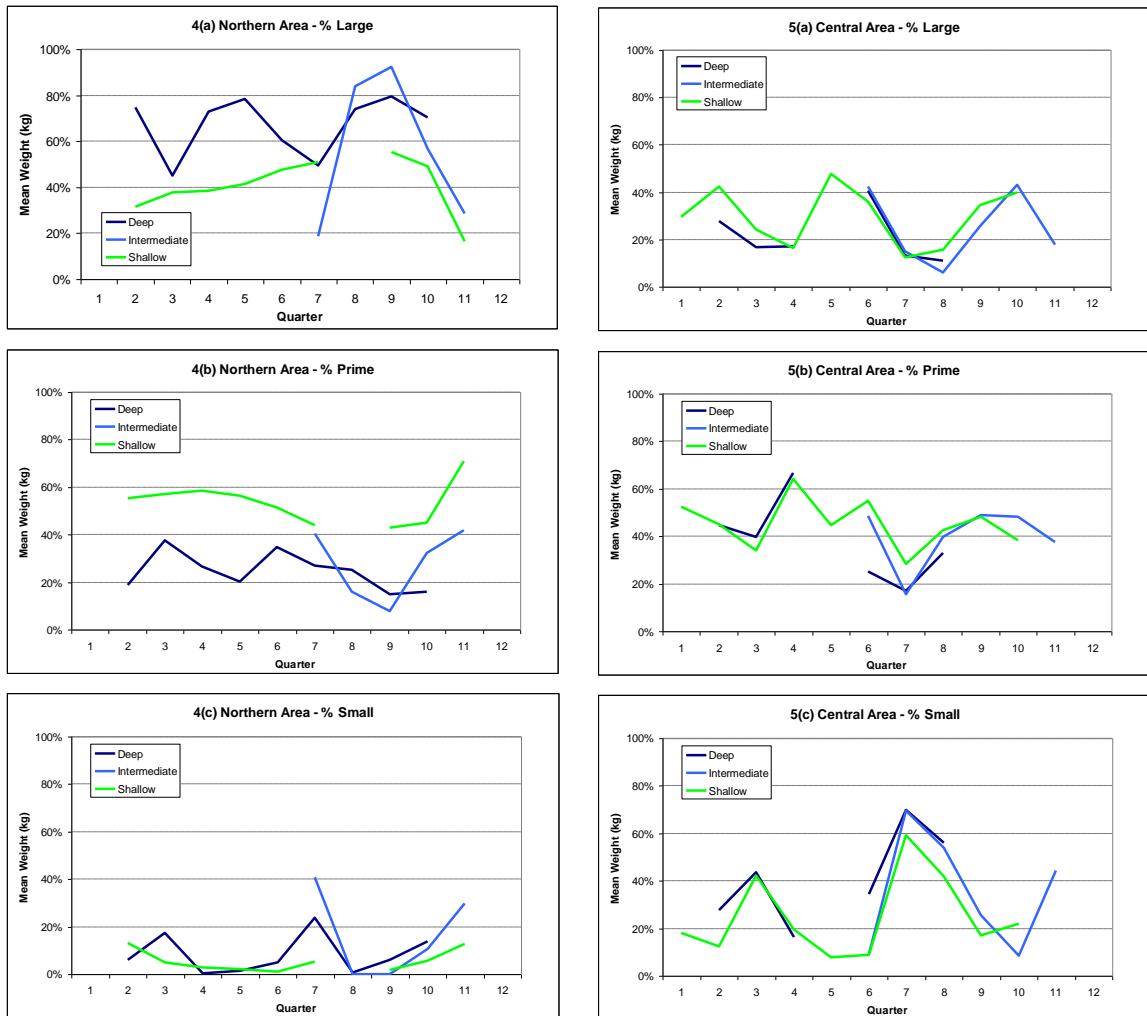 4(a) Northern Area - % Large
100%
80%
60%
40%
20%
0%
Mean Weight (kg)
Deep
Intermediate
Shallow
1 2 3 4 5 6 7 8 9 10 11 12
Quarter
5(a) Central Area - % Large
100%
80%
60%
40%
20%
0%
Mean Weight (kg)
Deep
Intermediate
Shallow
1 2 3 4 5 6 7 8 9 10 11 12
Quarter
4(b) Northern Area - % Prime
100%
80%
60%
40%
20%
0%
Mean Weight (kg)
Deep
Intermediate
Shallow
1 2 3 4 5 6 7 8 9 10 11 12
Quarter
5(b) Central Area - % Prime
100%
80%
60%
40%
20%
0%
Mean Weight (kg)
Deep
Intermediate
Shallow
1 2 3 4 5 6 7 8 9 10 11 12
Quarter
4(c) Northern Area - % Small
100%
80%
60%
40%
20%
0%
Mean Weight (kg)
Deep
Intermediate
Shallow
1 2 3 4 5 6 7 8 9 10 11 12
Quarter
5(c) Central Area - % Small
100%
80%
60%
40%
20%
0%
Mean Weight (kg)
Deep
Intermediate
Shallow
1 2 3 4 5 6 7 8 9 10 11 12
Quarter